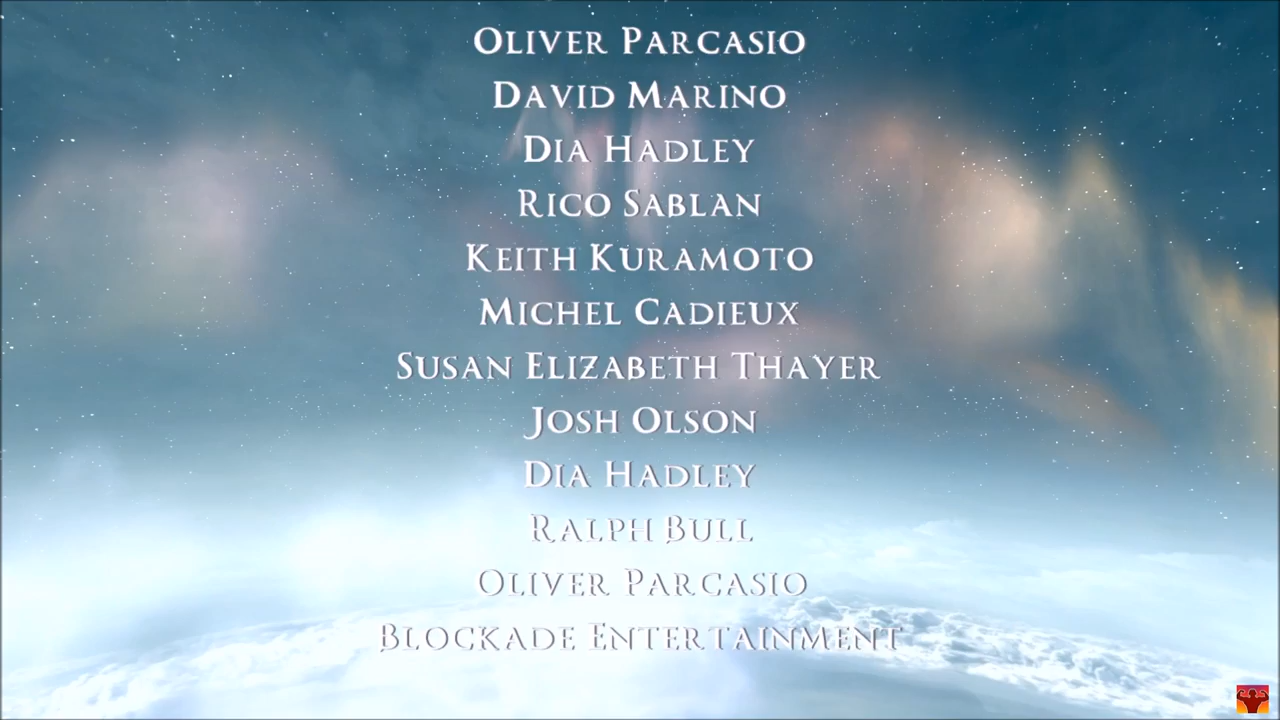 Oliver Parcasio
David Marino
Dia Hadley
Rico Sablan
Keith Kuramoto
Michel Cadieux
Susan Elizabeth Thayer
Josh Olson
Dia Hadley
Ralph Bull
Oliver Parcasio
Blockade Entertainment